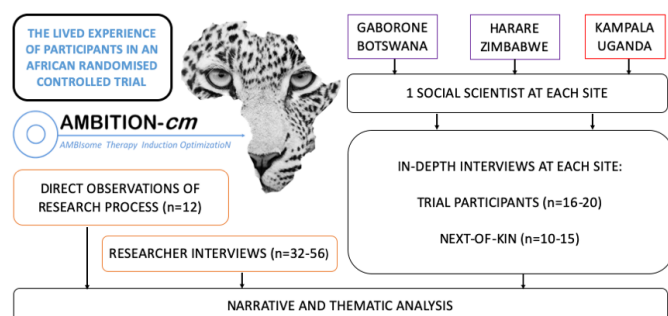 THE LIVED EXPERIENCE
OF PARTICIPANTS IN AN
AFRICAN RANDOMISED
CONTROLLED TRIAL
AMBITION-cm
AMBIsome Therapy Induction OptimizatioN
DIRECT OBSERVATIONS OF
RESEARCH PROCESS (n=12)
RESEARCHER INTERVIEWS (n=32-56)
GABORONE
BOTSWANA
HARARE
ZIMBABWE
KAMPALA
UGANDA
1 SOCIAL SCIENTIST AT EACH SITE
IN-DEPTH INTERVIEWS AT EACH SITE:
TRIAL PARTICIPANTS (n=16-20)
NEXT-OF-KIN (n=10-15)
NARRATIVE AND THEMATIC ANALYSIS